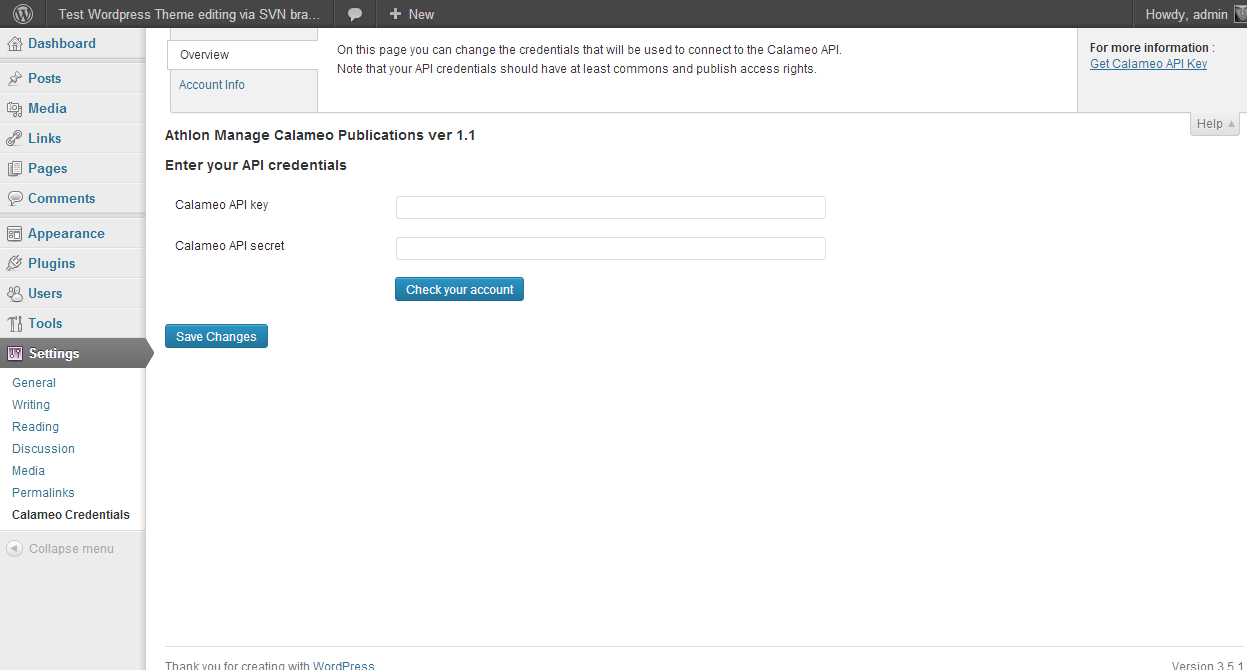 Test Wordpress Theme editing via SVN bra...
New
Howdy, admin
Dashboard
Posts
Media
Links
Pages
Comments
Appearance
Plugins
Users
Tools
Settings
General
Writing
Reading
Discussion
Media
Permalinks
Calameo Credentials
Collapse menu
Overview
Account Info
On this page you can change the credentials that will be used to connect to the Calameo API.
Note that your API credentials should have at least commons and publish access rights.
For more information :
Get Calameo API Key
Help
Athlon Manage Calameo Publications ver 1.1
Enter your API credentials
Calameo API key
Calameo API secret
Check your account
Save Changes
Thank you for creating with WordPress
Version 3.5.1